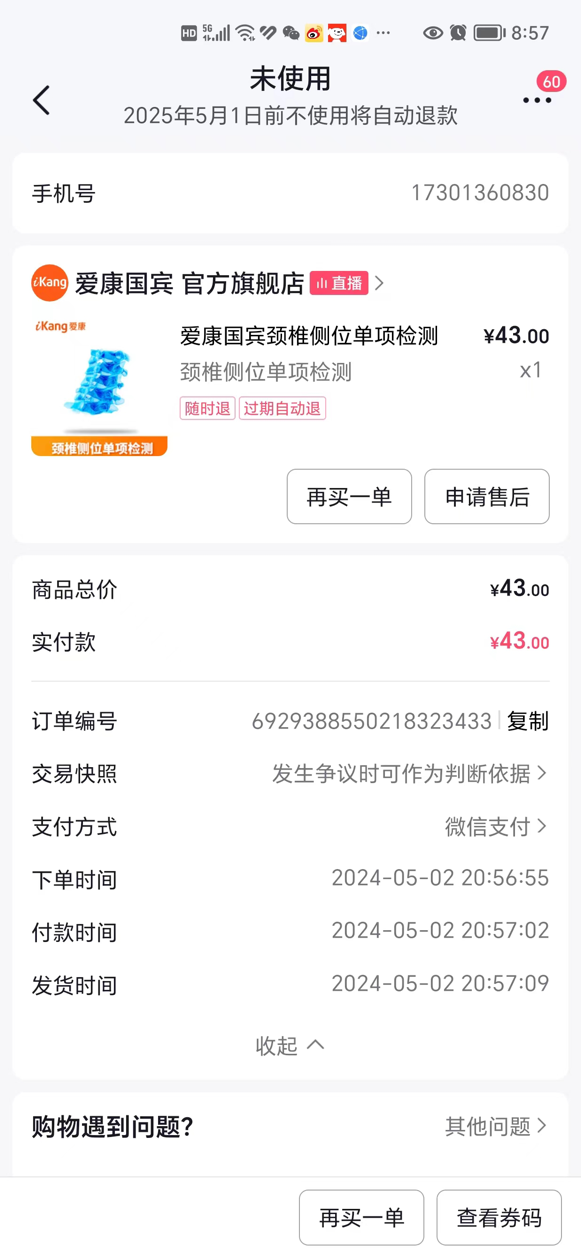 HD 5G 8:57
未使用
60
2025年5月1日前不使用将自动退款
手机号 17301360830
iKang 爱康国宾 官方旗舰店 直播
iKang爱康
爱康国宾颈椎侧位单项检测 ¥43.00
颈椎侧位单项检测 x1
随时退 过期自动退
颈椎侧位单项检测
再买一单 申请售后
商品总价 ¥43.00
实付款 ¥43.00
订单编号 6929388550218323433 复制
交易快照 发生争议时可作为判断依据
支付方式 微信支付
下单时间 2024-05-02 20:56:55
付款时间 2024-05-02 20:57:02
发货时间 2024-05-02 20:57:09
收起
购物遇到问题? 其他问题
再买一单 查看券码